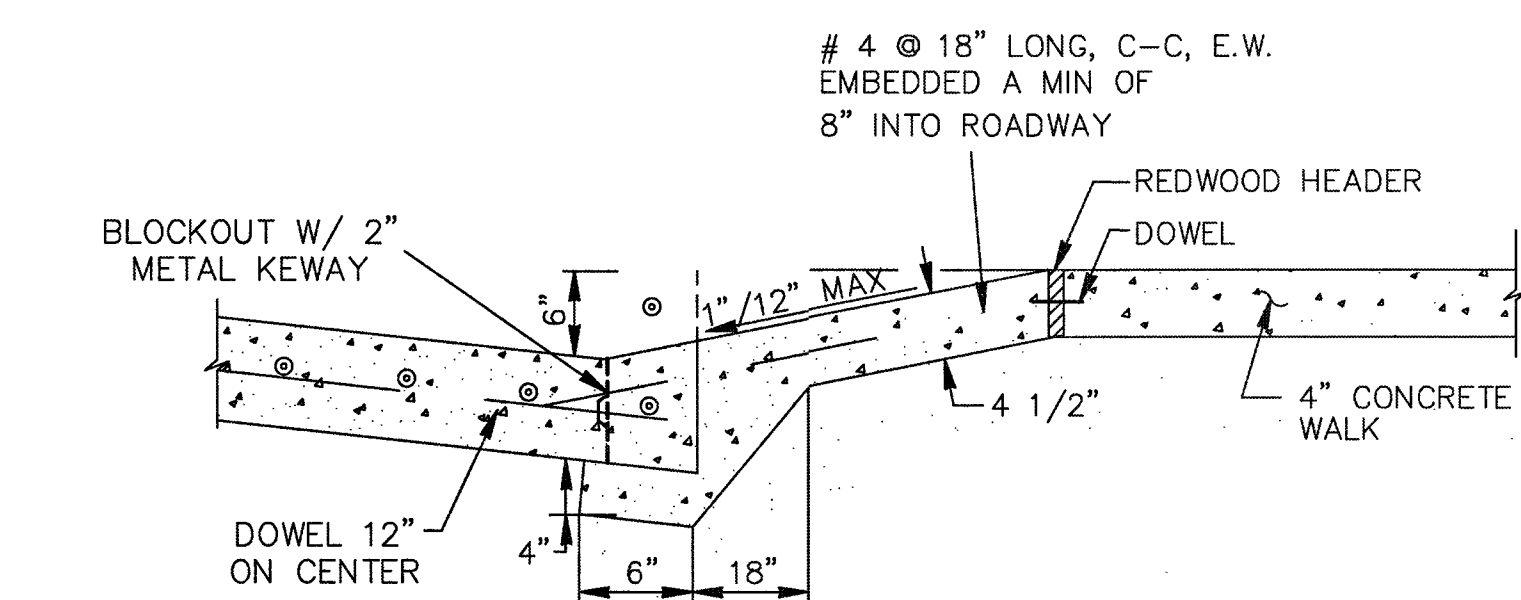 # 4 @ 18" LONG, C-C, E.W.
EMBEDDED A MIN OF
8" INTO ROADWAY
REDWOOD HEADER
DOWEL
BLOCKOUT W/ 2"
METAL KEWAY
6"
1" /12" MAX
4 1/2"
4" CONCRETE
WALK
DOWEL 12"
ON CENTER
4"
6"
18"